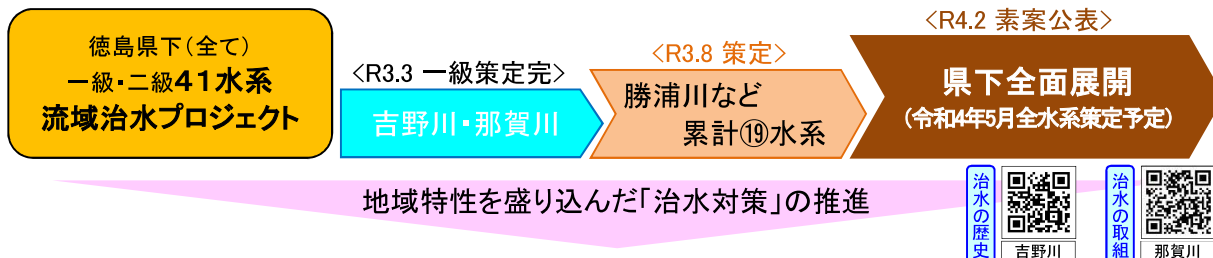 徳島県下(全て)
一級・二級41水系
流域治水プロジェクト
<R3.3 一級策定完>
吉野川・那賀川
<R3.8 策定>
勝浦川など
累計⑲水系
<R4.2 素案公表>
県下全面展開
(令和4年5月全水系策定予定)
地域特性を盛り込んだ「治水対策」の推進
治水の歴史
吉野川
治水の取組
那賀川